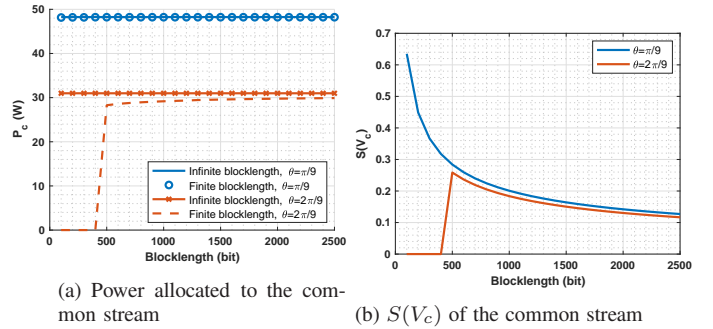 50
40
30
20
10
0
P_c (W)
0
500
1000
1500
2000
2500
Blocklength (bit)
Infinite blocklength, θ=π/9
Finite blocklength, θ=π/9
Infinite blocklength, θ=2π/9
Finite blocklength, θ=2π/9
(a) Power allocated to the com-
mon stream
0.7
0.6
0.5
0.4
0.3
0.2
0.1
0
S(V_c)
0
500
1000
1500
2000
2500
Blocklength (bit)
θ=π/9
θ=2π/9
(b) S(V_c) of the common stream